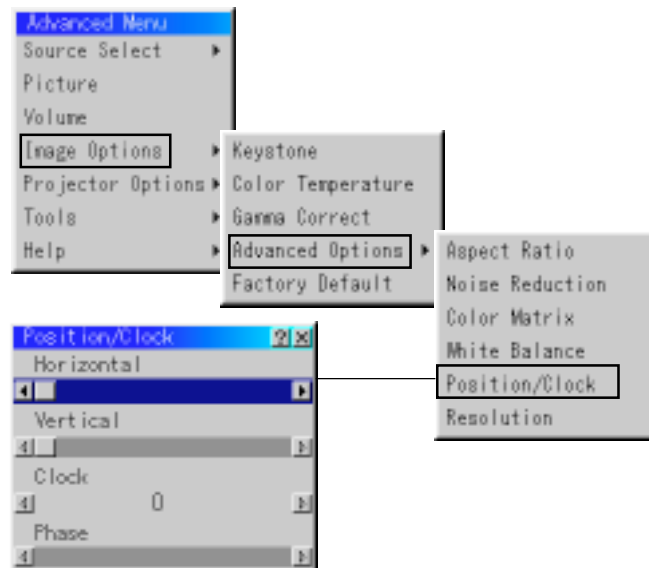 Advanced Menu
Source Select
Picture
Volume
Image Options
Projector Options
Tools
Help
Keystone
Color Temperature
Gamma Correct
Advanced Options
Factory Default
Aspect Ratio
Noise Reduction
Color Matrix
White Balance
Position/Clock
Resolution
Position/Clock
Horizontal
Vertical
Clock
0
Phase